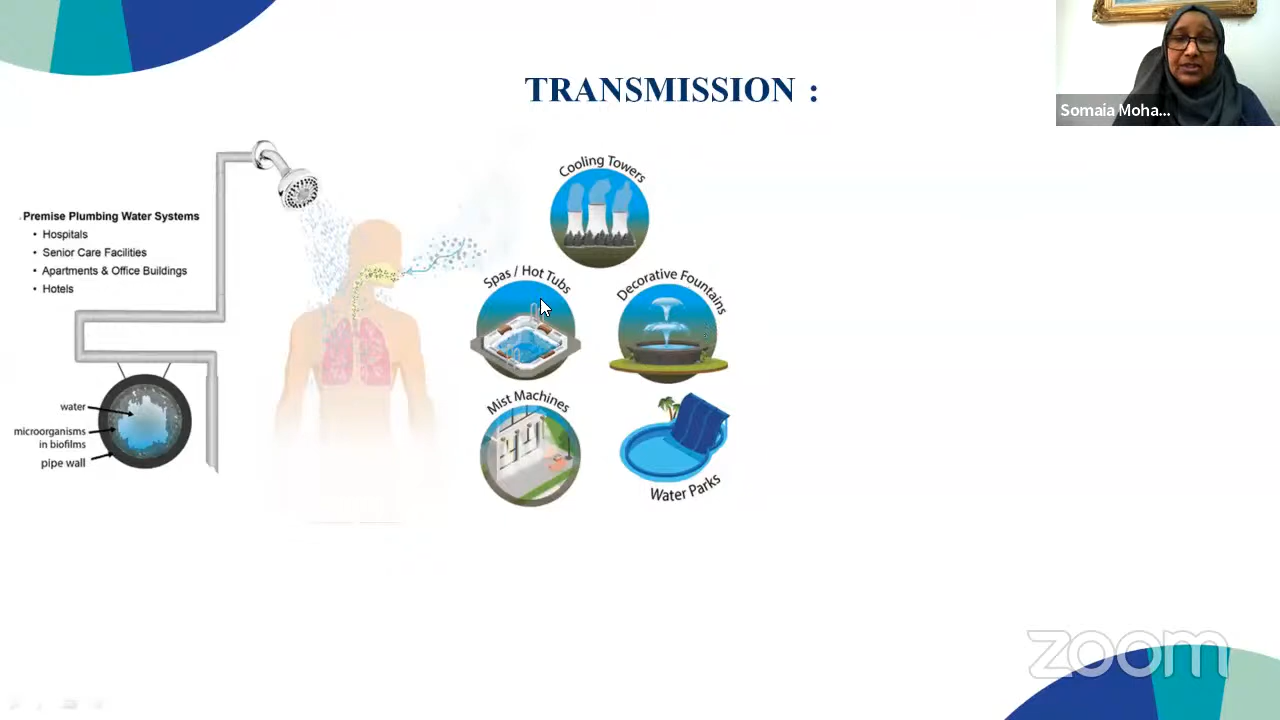 TRANSMISSION :
Somaia Moha...
Premise Plumbing Water Systems
• Hospitals
• Senior Care Facilities
• Apartments & Office Buildings
• Hotels
water
microorganisms
in biofilms
pipe wall
Cooling Towers
Spas / Hot Tubs
Decorative Fountains
Mist Machines
Water Parks
zoom